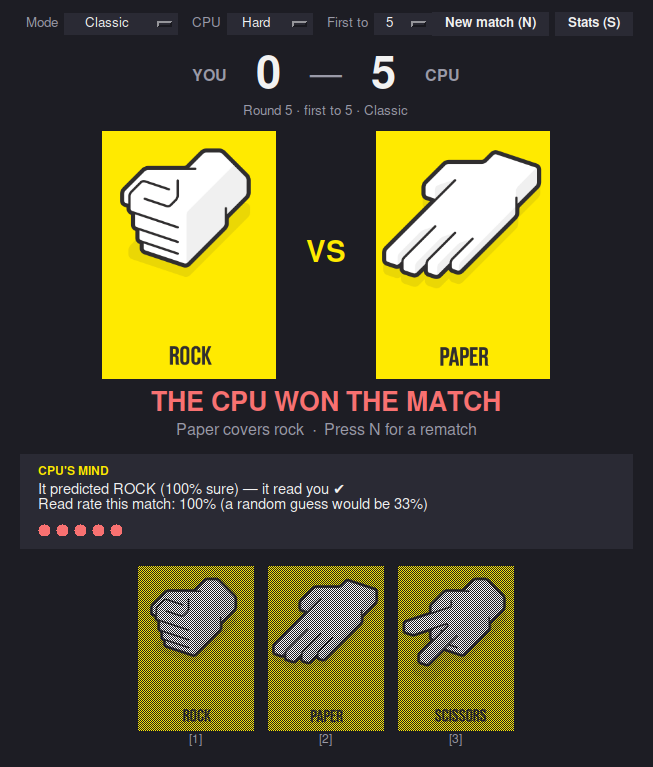 Mode Classic CPU Hard First to 5 New match (N) Stats (S)
YOU 0 — 5 CPU
Round 5 · first to 5 · Classic
VS
ROCK PAPER
THE CPU WON THE MATCH
Paper covers rock · Press N for a rematch
CPU'S MIND
It predicted ROCK (100% sure) — it read you ✔
Read rate this match: 100% (a random guess would be 33%)
ROCK PAPER SCISSORS
[1] [2] [3]